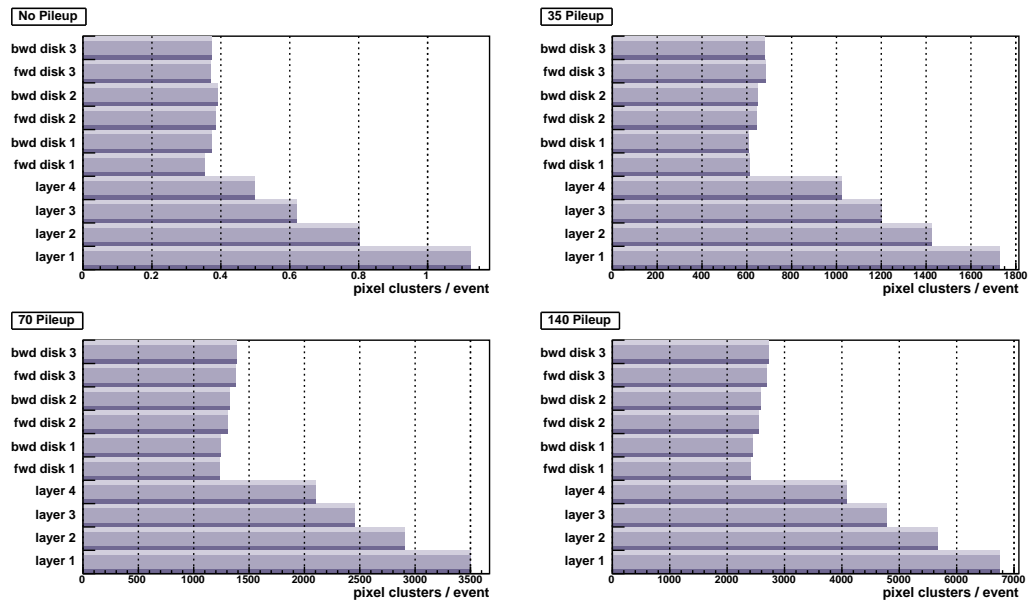 No Pileup
bwd disk 3
fwd disk 3
bwd disk 2
fwd disk 2
bwd disk 1
fwd disk 1
layer 4
layer 3
layer 2
layer 1
0 0.2 0.4 0.6 0.8 1
pixel clusters / event
35 Pileup
bwd disk 3
fwd disk 3
bwd disk 2
fwd disk 2
bwd disk 1
fwd disk 1
layer 4
layer 3
layer 2
layer 1
0 200 400 600 800 1000 1200 1400 1600 1800
pixel clusters / event
70 Pileup
bwd disk 3
fwd disk 3
bwd disk 2
fwd disk 2
bwd disk 1
fwd disk 1
layer 4
layer 3
layer 2
layer 1
0 500 1000 1500 2000 2500 3000 3500
pixel clusters / event
140 Pileup
bwd disk 3
fwd disk 3
bwd disk 2
fwd disk 2
bwd disk 1
fwd disk 1
layer 4
layer 3
layer 2
layer 1
0 1000 2000 3000 4000 5000 6000 7000
pixel clusters / event